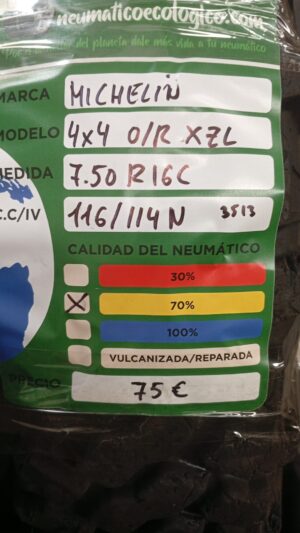 neumaticoecologico.com
del planeta dale más vida a tu neumático
MARCA MICHELIN
MODELO 4x4 O/R XZL
MEDIDA 7.50 R16C
C.C/IV 116/114N 3513
CALIDAD DEL NEUMÁTICO
30%
X 70%
100%
VULCANIZADA/REPARADA
PRECIO 75 €